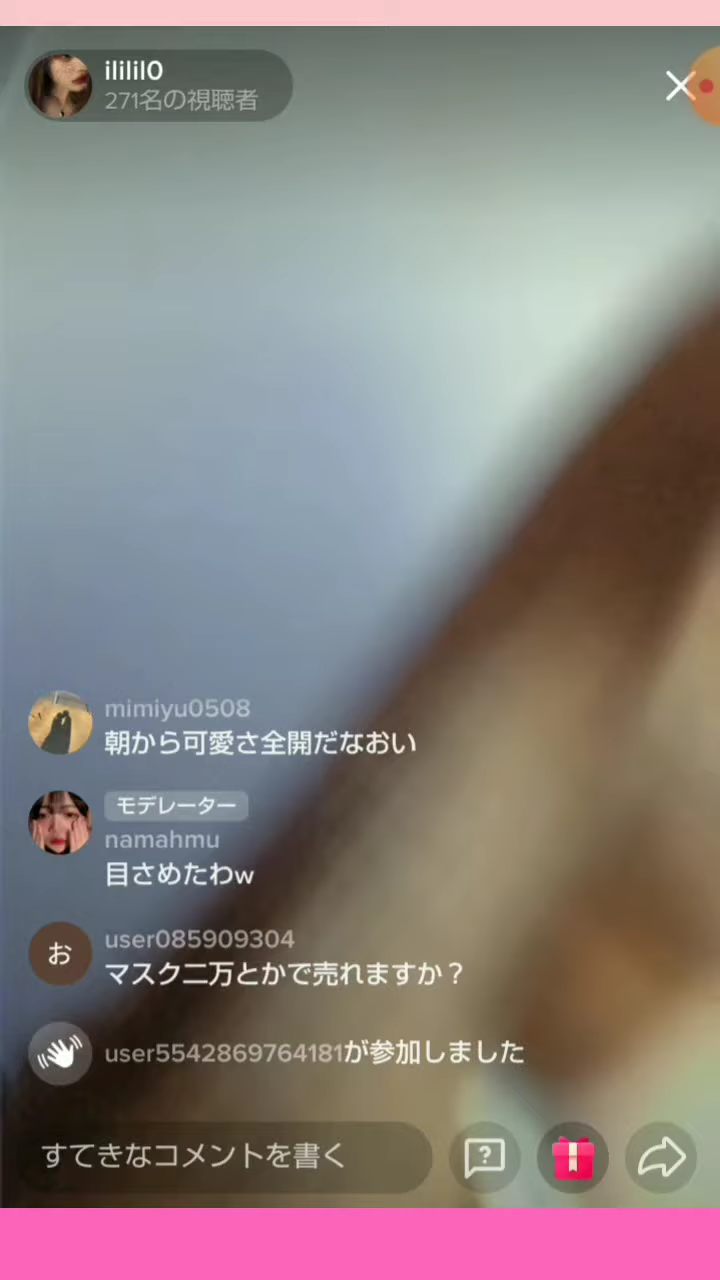 ililil0
271名の視聴者
mimiyu0508
朝から可愛さ全開だなおい
モデレーター
namahmu
目さめたわw
お
user085909304
マスク二万とかで売れますか？
user5542869764181が参加しました
すてきなコメントを書く